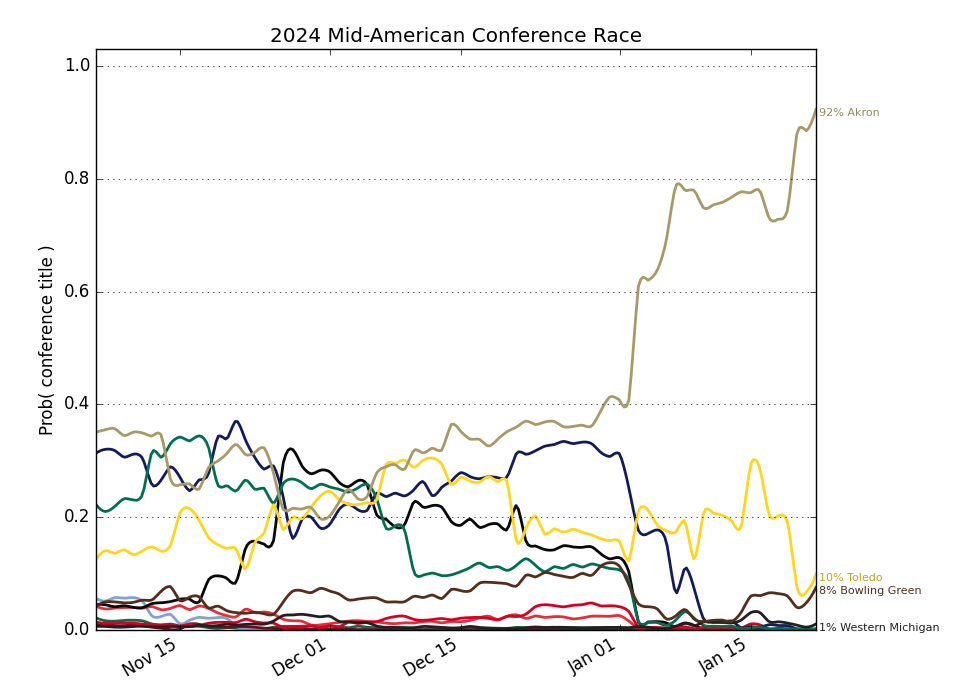 2024 Mid-American Conference Race
Prob( conference title )
1.0
0.8
0.6
0.4
0.2
0.0
Nov 15
Dec 01
Dec 15
Jan 01
Jan 15
92% Akron
10% Toledo
8% Bowling Green
1% Western Michigan